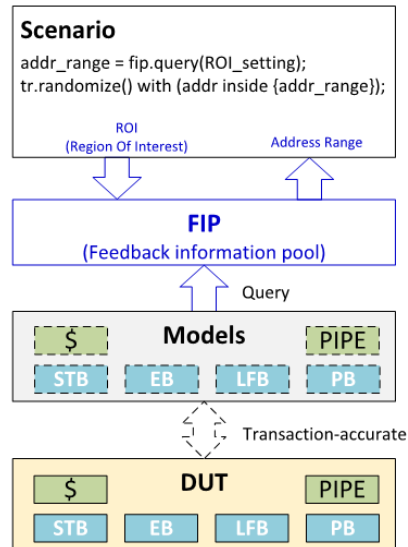 Scenario
addr_range = fip.query(ROI_setting);
tr.randomize() with (addr inside {addr_range});
ROI
(Region Of Interest)
Address Range
FIP
(Feedback information pool)
Query
Models
$
PIPE
STB
EB
LFB
PB
Transaction-accurate
DUT
$
PIPE
STB
EB
LFB
PB